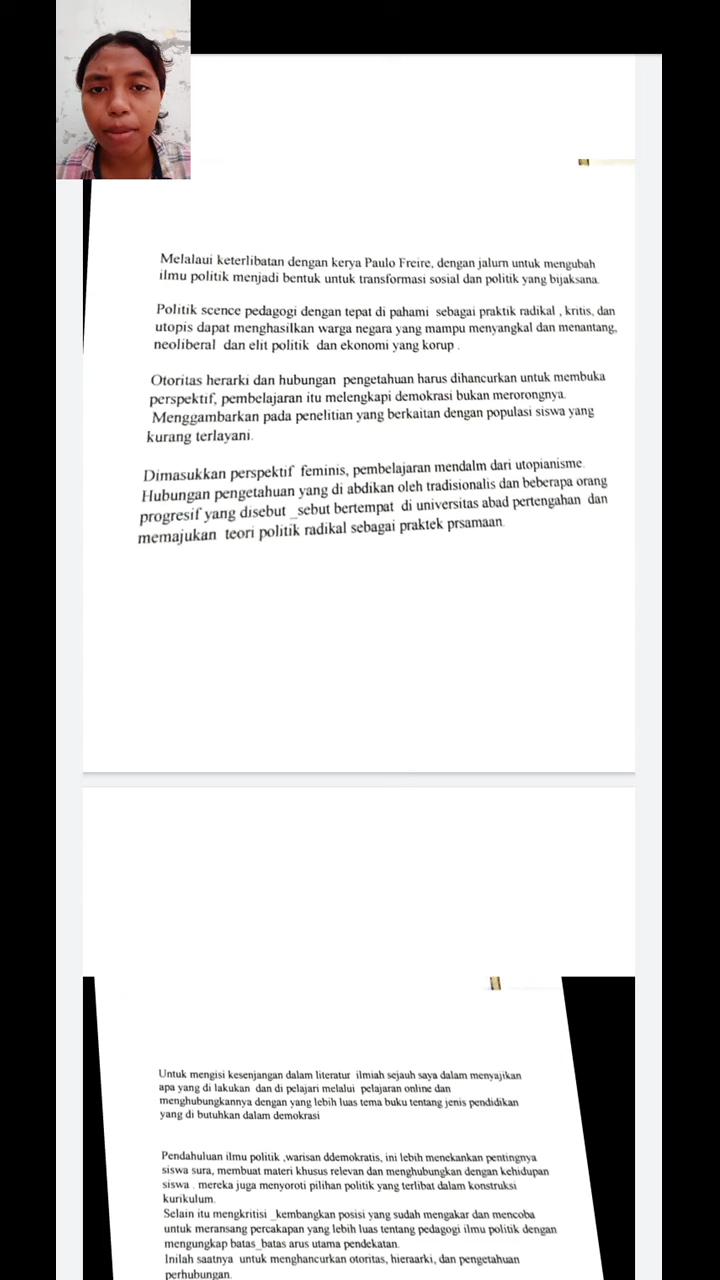 Melalaui keterlibatan dengan kerya Paulo Freire, dengan jalurn untuk mengubah
ilmu politik menjadi bentuk untuk transformasi sosial dan politik yang bijaksana.
Politik scence pedagogi dengan tepat di pahami sebagai praktik radikal , kritis, dan
utopis dapat menghasilkan warga negara yang mampu menyangkal dan menantang,
neoliberal dan elit politik dan ekonomi yang korup .
Otoritas herarki dan hubungan pengetahuan harus dihancurkan untuk membuka
perspektif, pembelajaran itu melengkapi demokrasi bukan merorongnya.
Menggambarkan pada penelitian yang berkaitan dengan populasi siswa yang
kurang terlayani.
Dimasukkan perspektif feminis, pembelajaran mendalm dari utopianisme.
Hubungan pengetahuan yang di abdikan oleh tradisionalis dan beberapa orang
progresif yang disebut _sebut bertempat di universitas abad pertengahan dan
memajukan teori politik radikal sebagai praktek prsamaan.
Untuk mengisi kesenjangan dalam literatur ilmiah sejauh saya dalam menyajikan
apa yang di lakukan dan di pelajari melalui pelajaran online dan
menghubungkannya dengan yang lebih luas tema buku tentang jenis pendidikan
yang di butuhkan dalam demokrasi
Pendahuluan ilmu politik ,warisan ddemokratis, ini lebih menekankan pentingnya
siswa sura, membuat materi khusus relevan dan menghubungkan dengan kehidupan
siswa . mereka juga menyoroti pilihan politik yang terlibat dalam konstruksi
kurikulum.
Selain itu mengkritisi _kembangkan posisi yang sudah mengakar dan mencoba
untuk meransang percakapan yang lebih luas tentang pedagogi ilmu politik dengan
mengungkap batas_batas arus utama pendekatan.
Inilah saatnya untuk menghancurkan otoritas, hieraarki, dan pengetahuan
perhubungan.